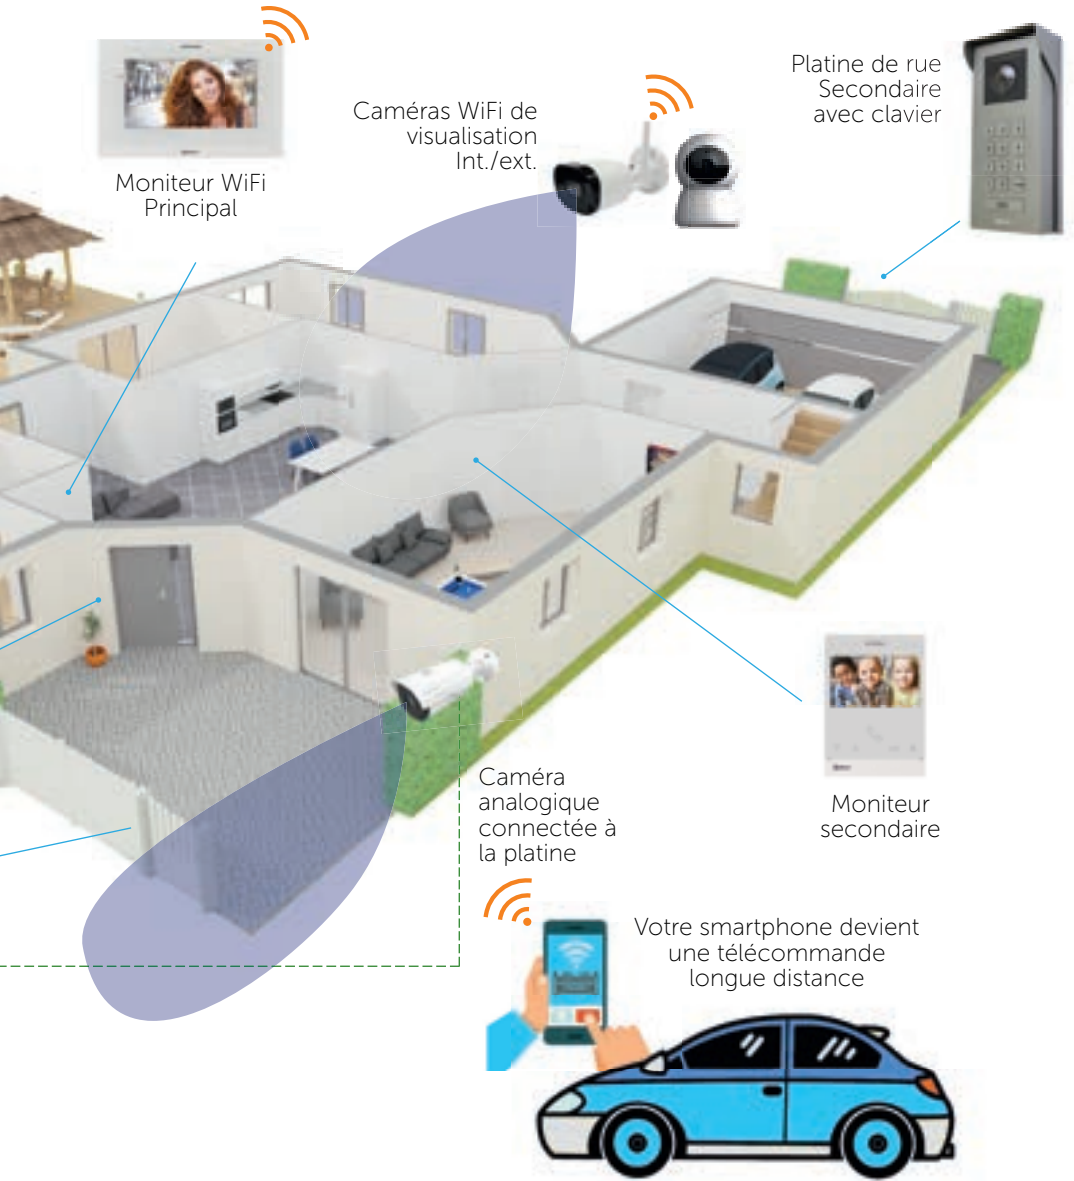 Moniteur WiFi
Principal
Caméras WiFi de
visualisation
Int./ext.
Platine de rue
Secondaire
avec clavier
Moniteur
secondaire
Caméra
analogique
connectée à
la platine
Votre smartphone devient
une télécommande
longue distance